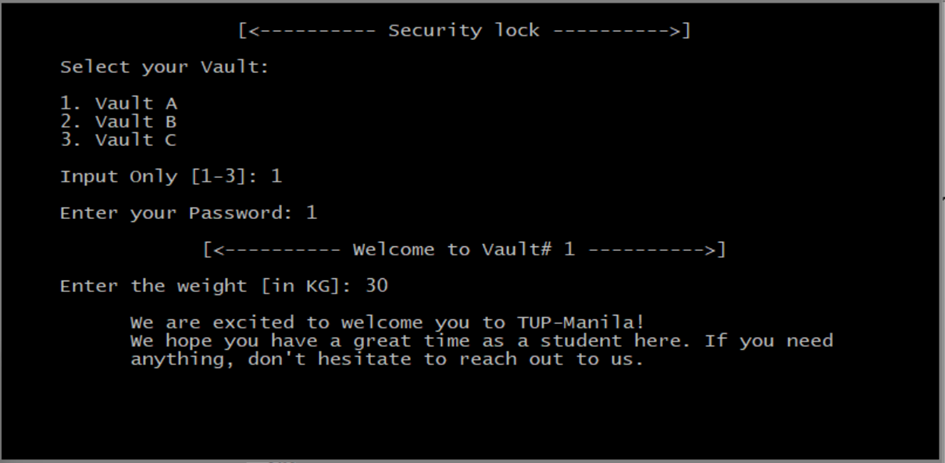 [<---------- Security lock ---------->]
Select your Vault:
1. Vault A
2. Vault B
3. Vault C
Input Only [1-3]: 1
Enter your Password: 1
[<---------- Welcome to Vault# 1 ---------->]
Enter the weight [in KG]: 30
We are excited to welcome you to TUP-Manila!
We hope you have a great time as a student here. If you need
anything, don't hesitate to reach out to us.